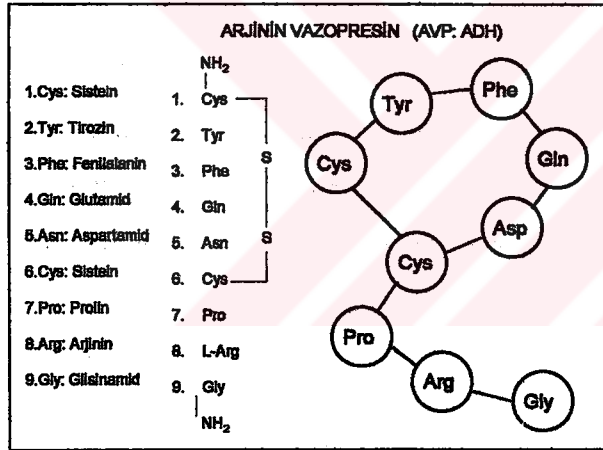 ARJİNİN VAZOPRESİN (AVP: ADH)
1.Cys: Sistein
2.Tyr: Tirozin
3.Phe: Fenilalanin
4.Gln: Glutamid
5.Asn: Aspartamid
6.Cys: Sistein
7.Pro: Prolin
8.Arg: Arjinin
9.Gly: Glisinamid
NH2
1. Cys
2. Tyr
3. Phe
4. Gln
5. Asn
6. Cys
7. Pro
8. L-Arg
9. Gly
NH2
S
S
Tyr
Phe
Cys
Gln
Asp
Cys
Pro
Arg
Gly